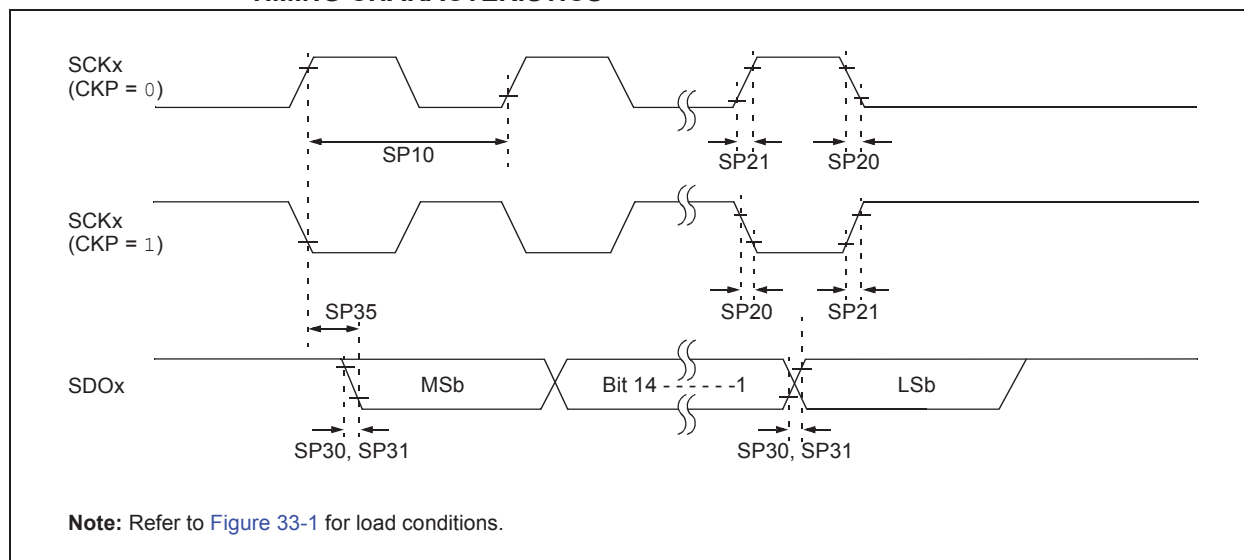 TIMING CHARACTERISTICS
SCKx
(CKP = 0)
SP10
SP21
SP20
SCKx
(CKP = 1)
SP35
SP20
SP21
SDOx
MSb
Bit 14 - - - - - -1
LSb
SP30, SP31
SP30, SP31
Note: Refer to Figure 33-1 for load conditions.